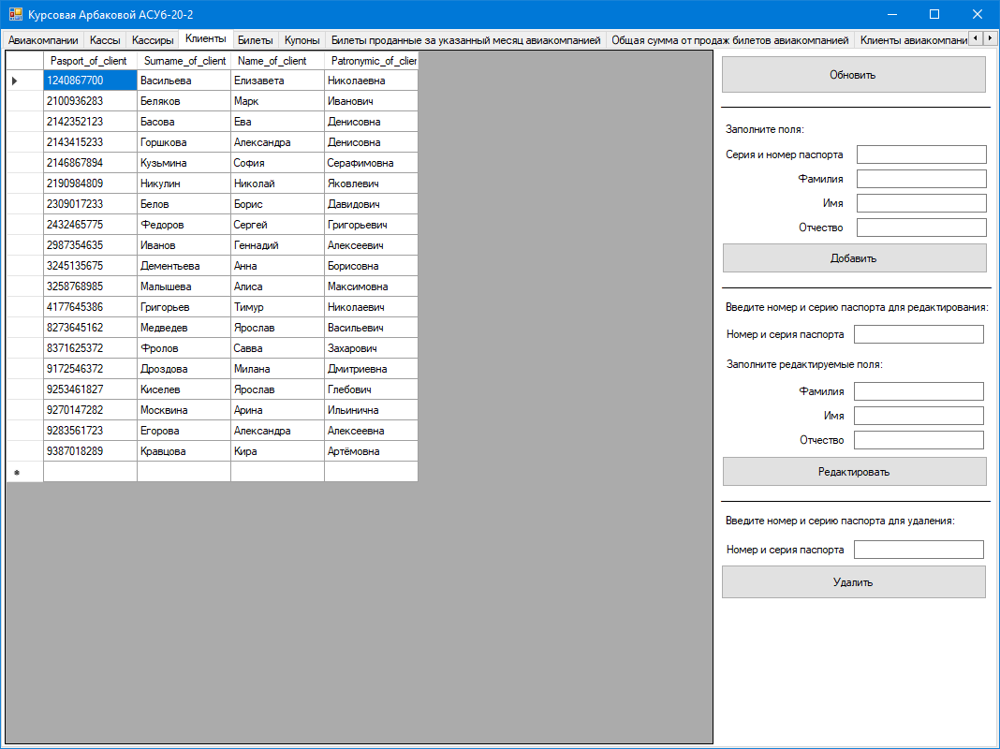 Курсовая Арбаковой АСУб-20-2
Авиакомпании Кассы Кассиры Клиенты Билеты Купоны Билеты проданные за указанный месяц авиакомпанией Общая сумма от продаж билетов авиакомпанией Клиенты авиакомпани
Pasport_of_client Surname_of_client Name_of_client Patronymic_of_clier
1240867700 Васильева Елизавета Николаевна
2100936283 Беляков Марк Иванович
2142352123 Басова Ева Денисовна
2143415233 Горшкова Александра Денисовна
2146867894 Кузьмина София Серафимовна
2190984809 Никулин Николай Яковлевич
2309017233 Белов Борис Давидович
2432465775 Федоров Сергей Григорьевич
2987354635 Иванов Геннадий Алексеевич
3245135675 Дементьева Анна Борисовна
3258768985 Малышева Алиса Максимовна
4177645386 Григорьев Тимур Николаевич
8273645162 Медведев Ярослав Васильевич
8371625372 Фролов Савва Захарович
9172546372 Дроздова Милана Дмитриевна
9253461827 Киселев Ярослав Глебович
9270147282 Москвина Арина Ильинична
9283561723 Егорова Александра Алексеевна
9387018289 Кравцова Кира Артёмовна
Обновить
Заполните поля:
Серия и номер паспорта
Фамилия
Имя
Отчество
Добавить
Введите номер и серию паспорта для редактирования:
Номер и серия паспорта
Заполните редактируемые поля:
Фамилия
Имя
Отчество
Редактировать
Введите номер и серию паспорта для удаления:
Номер и серия паспорта
Удалить